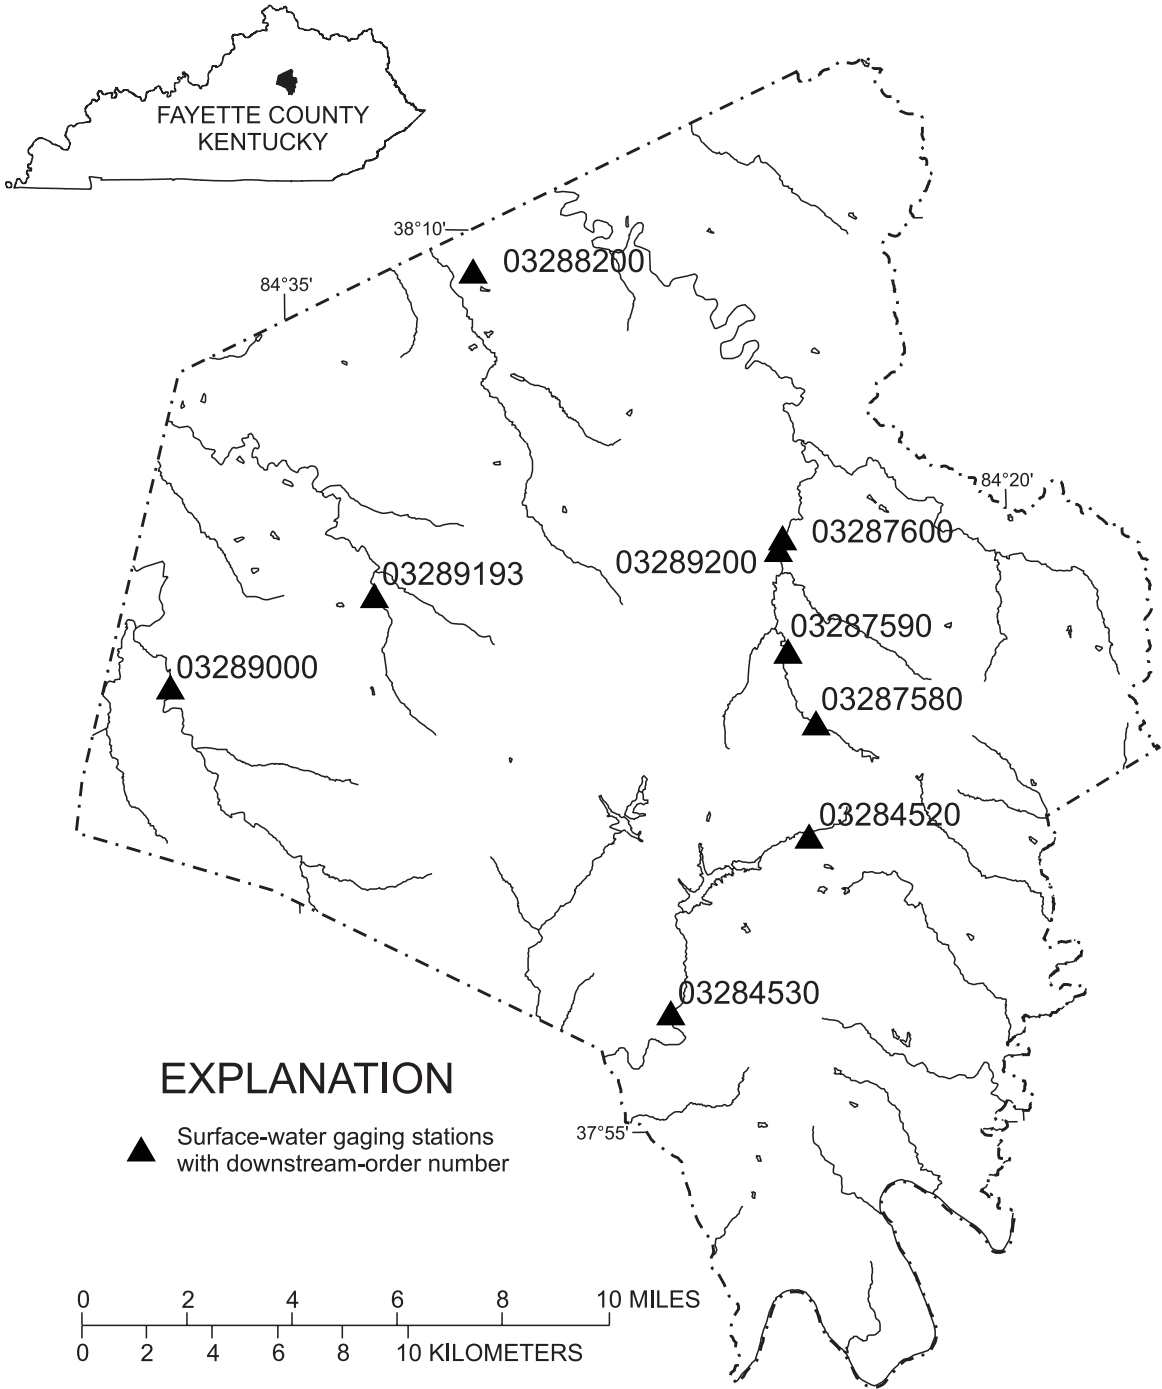 FAYETTE COUNTY
KENTUCKY
38°10'
03288200
84°35'
84°20'
03287600
03289200
03289193
03287590
03289000
03287580
03284520
03284530
EXPLANATION
Surface-water gaging stations
with downstream-order number
37°55'
0 2 4 6 8 10 MILES
0 2 4 6 8 10 KILOMETERS